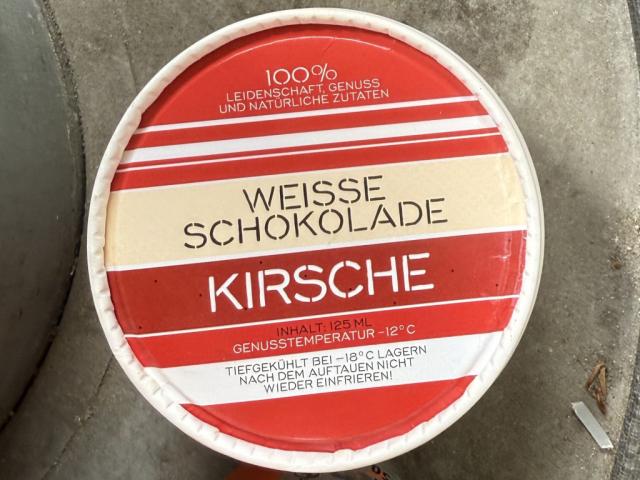 100%
LEIDENSCHAFT, GENUSS
UND NATÜRLICHE ZUTATEN
WEISSE
SCHOKOLADE
KIRSCHE
INHALT: 125 ML
GENUSSTEMPERATUR -12° C
TIEFGEKÜHLT BEI -18° C LAGERN
NACH DEM AUFTAUEN NICHT
WIEDER EINFRIEREN!